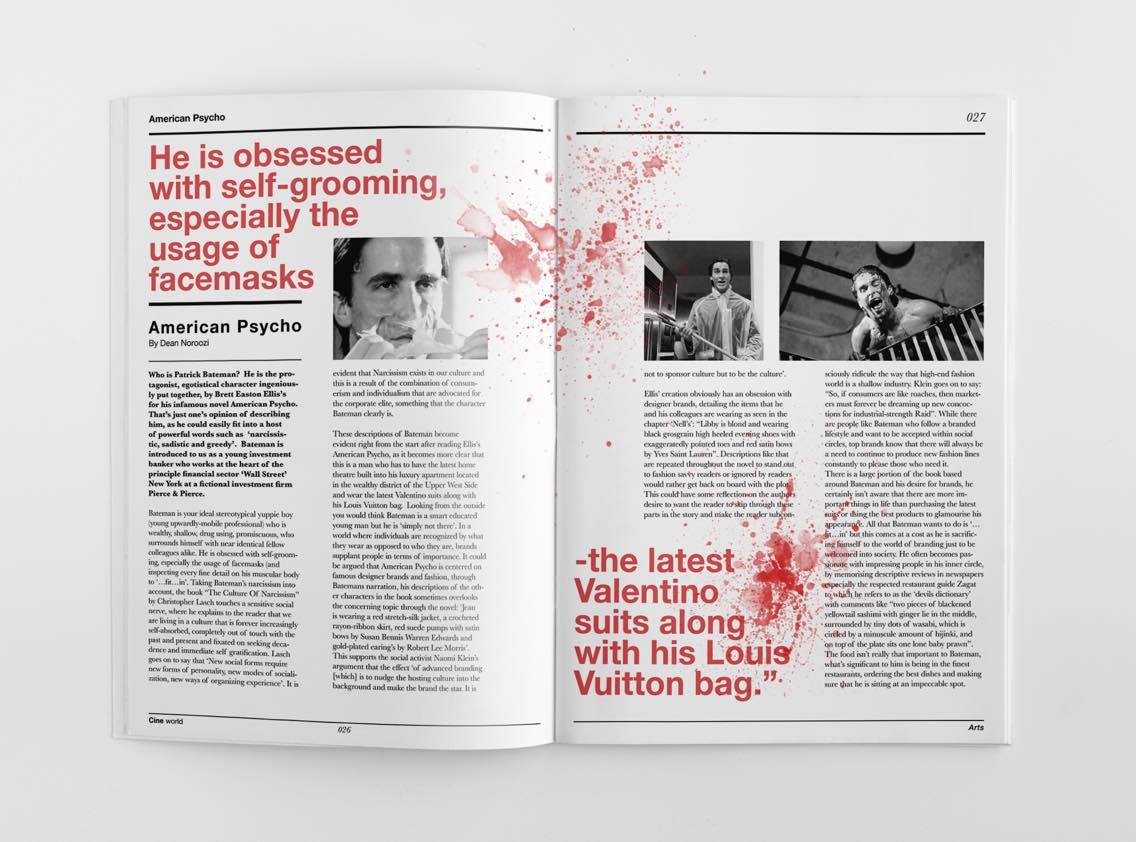 American Psycho
He is obsessed
with self-grooming,
especially the
usage of
facemasks
American Psycho
By Dean Noroozi
Who is Patrick Bateman? He is the pro-
tagonist, egotistical character ingenious-
ly put together, by Brett Easton Ellis's
for his infamous novel American Psycho.
That's just one's opinion of describing
him, as he could easily fit into a host
of powerful words such as 'narcissis-
tic, sadistic and greedy'. Bateman is
introduced to us as a young investment
banker who works at the heart of the
principle financial sector 'Wall Street'
New York at a fictional investment firm
Pierce & Pierce.
Bateman is your ideal stereotypical yuppie boy
(young upwardly-mobile professional) who is
wealthy, shallow, drug using, promiscuous, who
surrounds himself with near identical fellow
colleagues alike. He is obsessed with self-groom-
ing, especially the usage of facemasks (and
inspecting every fine detail on his muscular body
to '…fit…in'. Taking Bateman's narcissism into
account, the book "The Culture Of Narcissism"
by Christopher Lasch touches a sensitive social
nerve, where he explains to the reader that we
are living in a culture that is forever increasingly
self-absorbed, completely out of touch with the
past and present and fixated on seeking deca-
dence and immediate self gratification. Lasch
goes on to say that 'New social forms require
new forms of personality, new modes of sociali-
zation, new ways of organizing experience'. It is
evident that Narcissism exists in our culture and
this is a result of the combination of consum-
erism and individualism that are advocated for
the corporate elite, something that the character
Bateman clearly is.
These descriptions of Bateman become
evident right from the start after reading Ellis's
American Psycho, as it becomes more clear that
this is a man who has to have the latest home
theatre built into his luxury apartment located
in the wealthy district of the Upper West Side
and wear the latest Valentino suits along with
his Louis Vuitton bag. Looking from the outside
you would think Bateman is a smart educated
young man but he is 'simply not there'. In a
world where individuals are recognized by what
they wear as opposed to who they are, brands
supplant people in terms of importance. It could
be argued that American Psycho is centered on
famous designer brands and fashion, through
Batemans narration, his descriptions of the oth-
er characters in the book sometimes overlooks
the concerning topic through the novel: 'Jean
is wearing a red stretch-silk jacket, a crocheted
rayon-ribbon skirt, red suede pumps with satin
bows by Susan Bennis Warren Edwards and
gold-plated earing's by Robert Lee Morris'.
This supports the social activist Naomi Klein's
argument that the effect 'of advanced branding
[which] is to nudge the hosting culture into the
background and make the brand the star. It is
Cine world
026
027
not to sponsor culture but to be the culture'.
Ellis' creation obviously has an obsession with
designer brands, detailing the items that he
and his colleagues are wearing as seen in the
chapter 'Nell's': "Libby is blond and wearing
black grosgrain high heeled evening shoes with
exaggeratedly pointed toes and red satin bows
by Yves Saint Lauren". Descriptions like that
are repeated throughout the novel to stand out
to fashion savvy readers or ignored by readers
would rather get back on board with the plot.
This could have some reflection on the authors
desire to want the reader to skip through these
parts in the story and make the reader subcon-
-the latest
Valentino
suits along
with his Louis
Vuitton bag."
sciously ridicule the way that high-end fashion
world is a shallow industry. Klein goes on to say:
"So, if consumers are like roaches, then market-
ers must forever be dreaming up new concoc-
tions for industrial-strength Raid". While there
are people like Bateman who follow a branded
lifestyle and want to be accepted within social
circles, top brands know that there will always be
a need to continue to produce new fashion lines
constantly to please those who need it.
There is a large portion of the book based
around Bateman and his desire for brands, he
certainly isn't aware that there are more im-
portant things in life than purchasing the latest
suits or thing the best products to glamourise his
appearance. All that Bateman wants to do is '…
fit…in' but this comes at a cost as he is sacrific-
ing himself to the world of branding just to be
welcomed into society. He often becomes pas-
sionate with impressing people in his inner circle,
by memorising descriptive reviews in newspapers
especially the respected restaurant guide Zagat
to which he refers to as the 'devils dictionary'
with comments like "two pieces of blackened
yellowtail sashimi with ginger lie in the middle,
surrounded by tiny dots of wasabi, which is
circled by a minuscule amount of hijinki, and
on top of the plate sits one lone baby prawn".
The food isn't really that important to Bateman,
what's significant to him is being in the finest
restaurants, ordering the best dishes and making
sure that he is sitting at an impeccable spot.
Arts